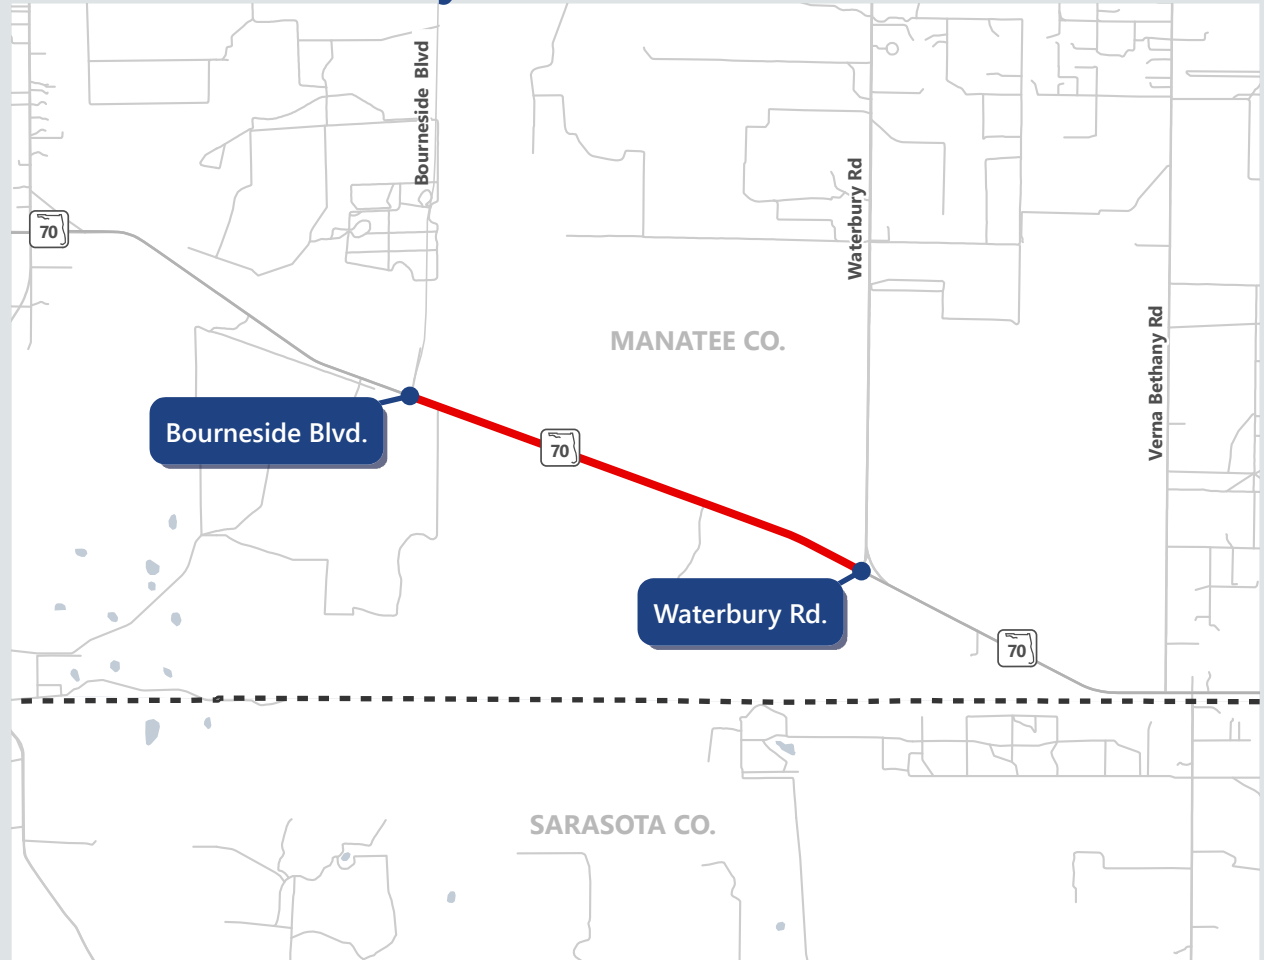 Bourneside Blvd
Waterbury Rd
70
Verna Bethany Rd
MANATEE CO.
Bourneside Blvd.
70
Waterbury Rd.
70
SARASOTA CO.